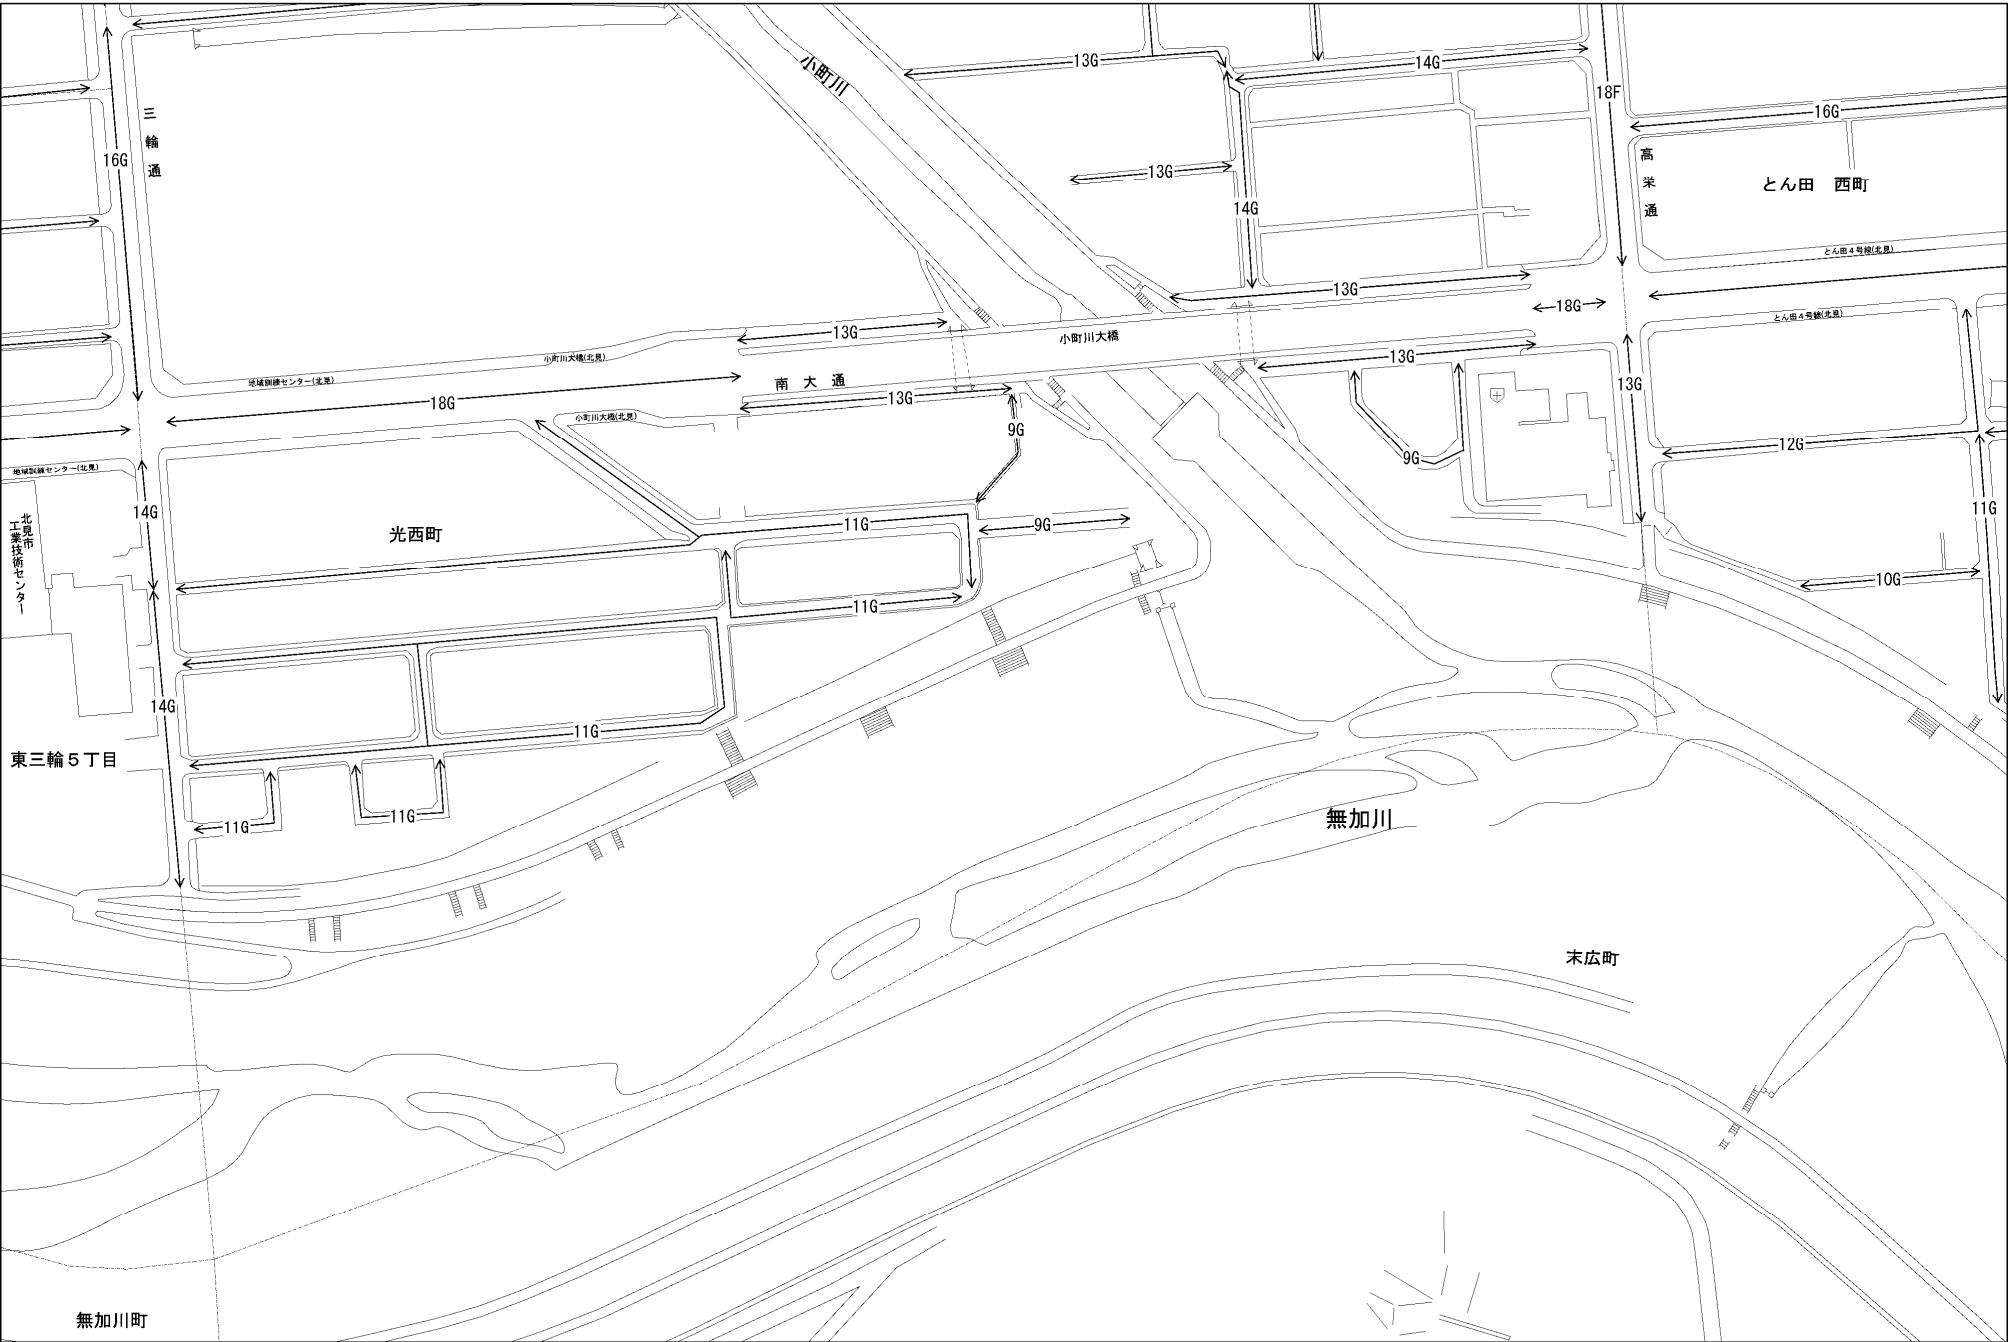 小町川
13G
14G
18F
16G
三輪通
16G
高栄通
とん田　西町
13G
14G
とん田４号線(北見)
13G
18G
とん田４号線(北見)
13G
小町川大橋
小町川大橋(北見)
13G
地域訓練センター(北見)
南大通
13G
18G
13G
小町川大橋(北見)
9G
12G
9G
地域訓練センター(北見)
14G
11G
北見市
工業技術センター
光西町
11G
9G
10G
11G
14G
11G
東三輪５丁目
無加川
11G
11G
末広町
無加川町